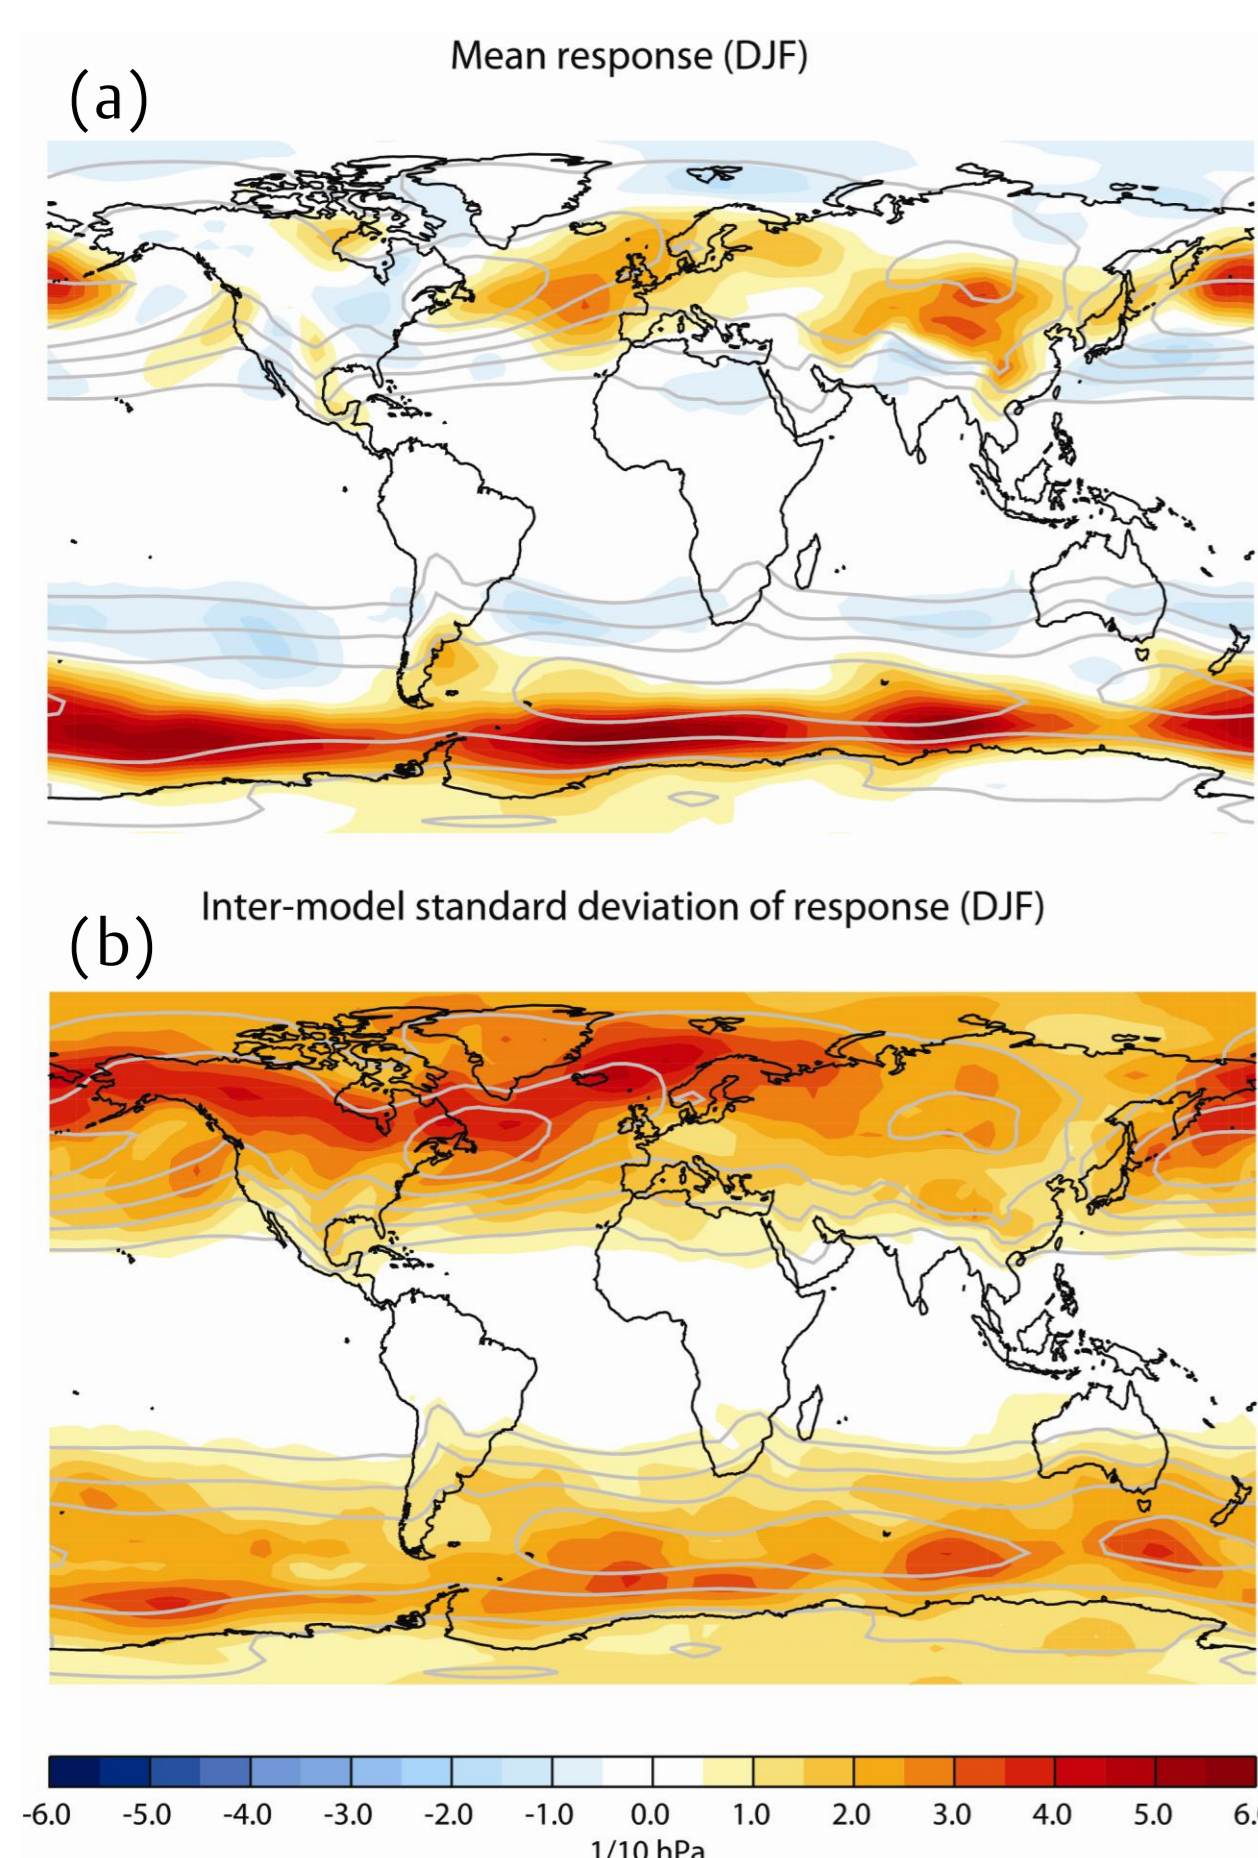 Mean response (DJF)
(a)
Inter-model standard deviation of response (DJF)
(b)
-6.0 -5.0 -4.0 -3.0 -2.0 -1.0 0.0 1.0 2.0 3.0 4.0 5.0 6.
1/10 hPa